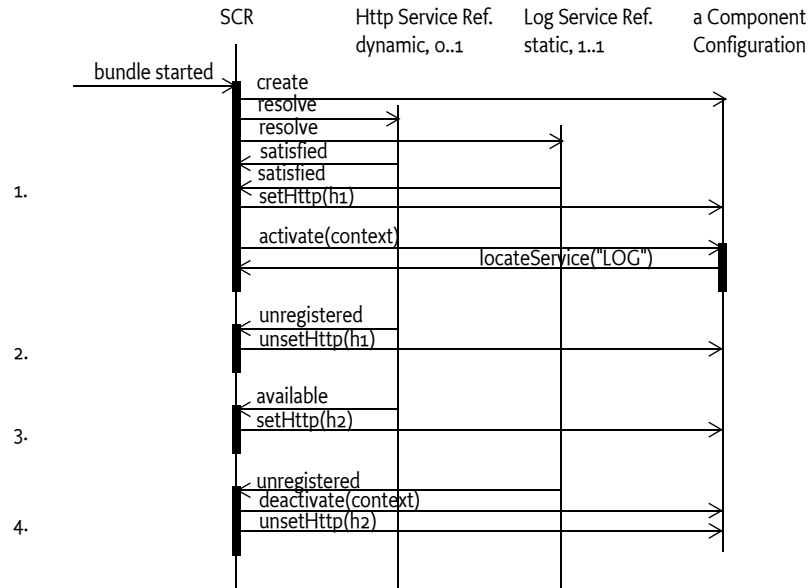 SCR
Http Service Ref.
dynamic, 0..1
Log Service Ref.
static, 1..1
a Component
Configuration
bundle started
create
resolve
resolve
satisfied
satisfied
1.
setHttp(h1)
activate(context)
locateService("LOG")
unregistered
unsetHttp(h1)
2.
available
setHttp(h2)
3.
unregistered
deactivate(context)
unsetHttp(h2)
4.